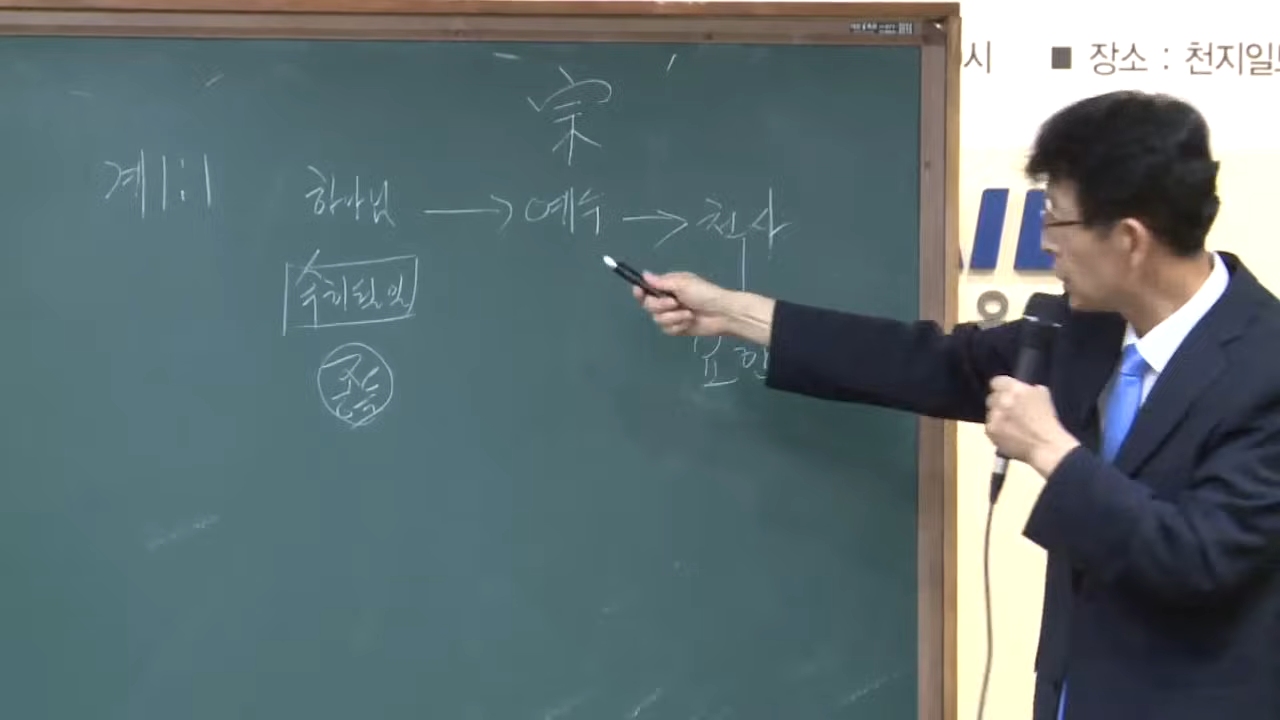 宗
계1:1 하나님 → 예수 → 천사
속히 될 일
요한
종들
시 ■ 장소 : 천지일보